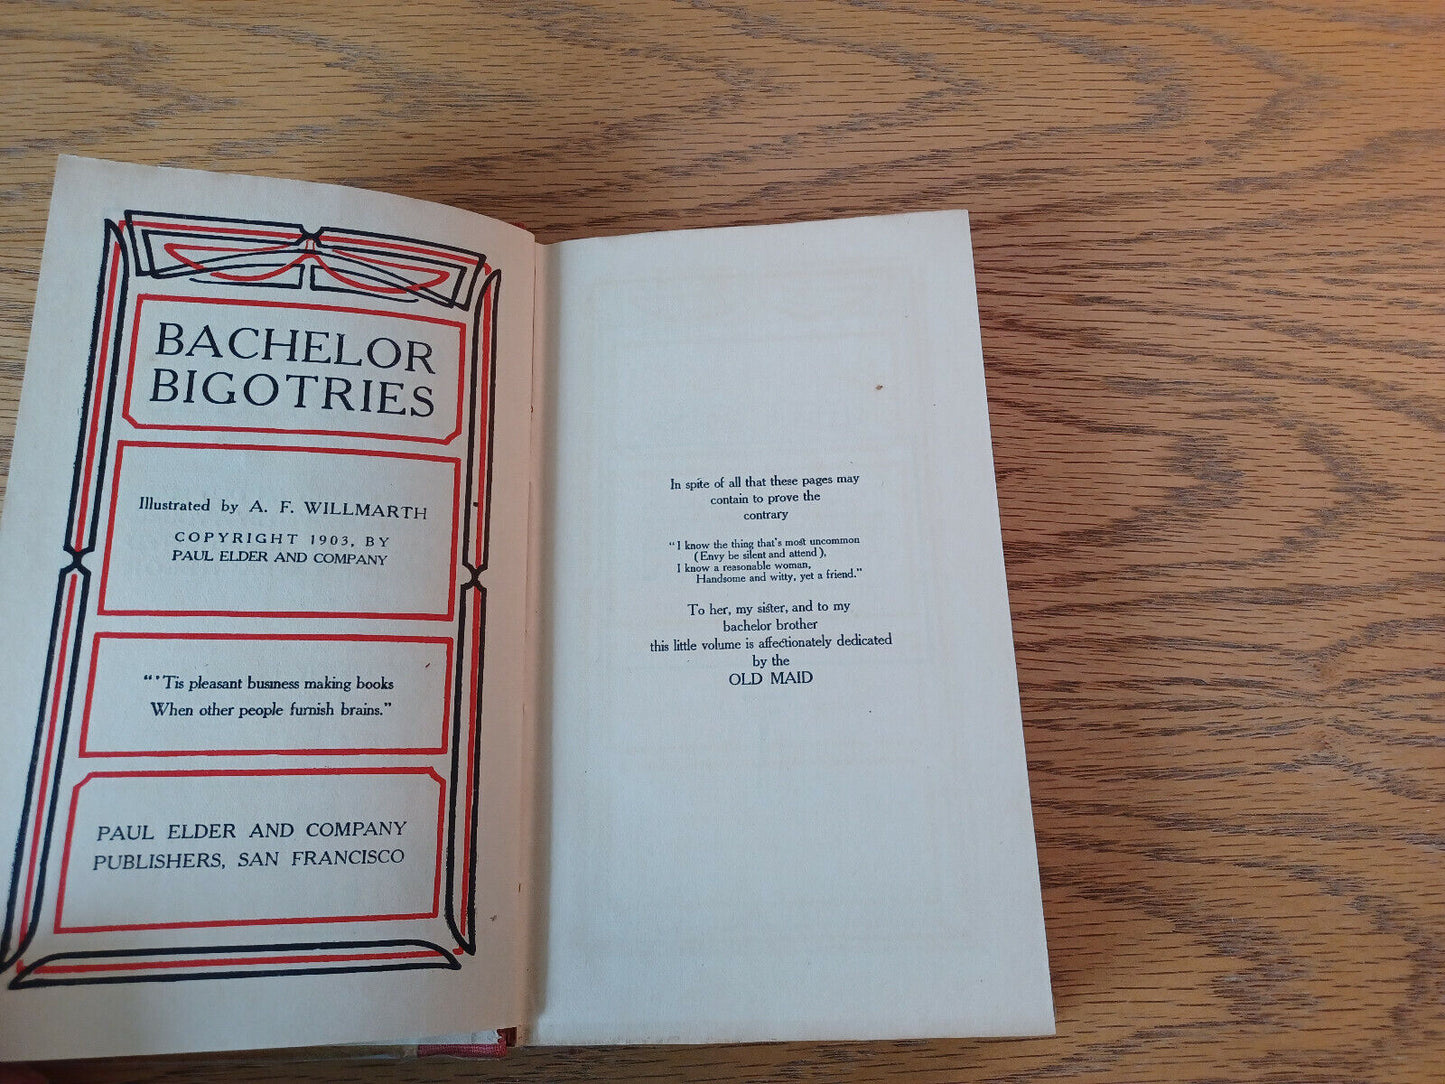 BACHELOR
BIGOTRIES
Illustrated by A. F. WILLMARTH
COPYRIGHT 1903, BY
PAUL ELDER AND COMPANY
“'Tis pleasant business making books
When other people furnish brains.”
PAUL ELDER AND COMPANY
PUBLISHERS, SAN FRANCISCO
In spite of all that these pages may
contain to prove the
contrary
“I know the thing that's most uncommon
(Envy be silent and attend),
I know a reasonable woman,
Handsome and witty, yet a friend.”
To her, my sister, and to my
bachelor brother
this little volume is affectionately dedicated
by the
OLD MAID